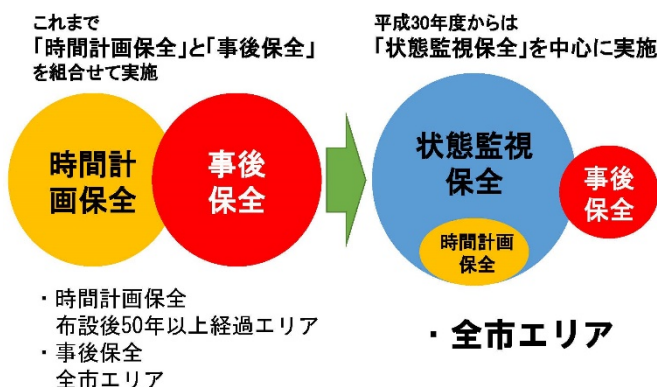 これまで
「時間計画保全」と「事後保全」
を組合せて実施
平成30年度からは
「状態監視保全」を中心に実施
時間計
画保全
事後
保全
状態監視
保全
時間計画
保全
事後
保全
・時間計画保全
布設後50年以上経過エリア
・事後保全
全市エリア
・全市エリア